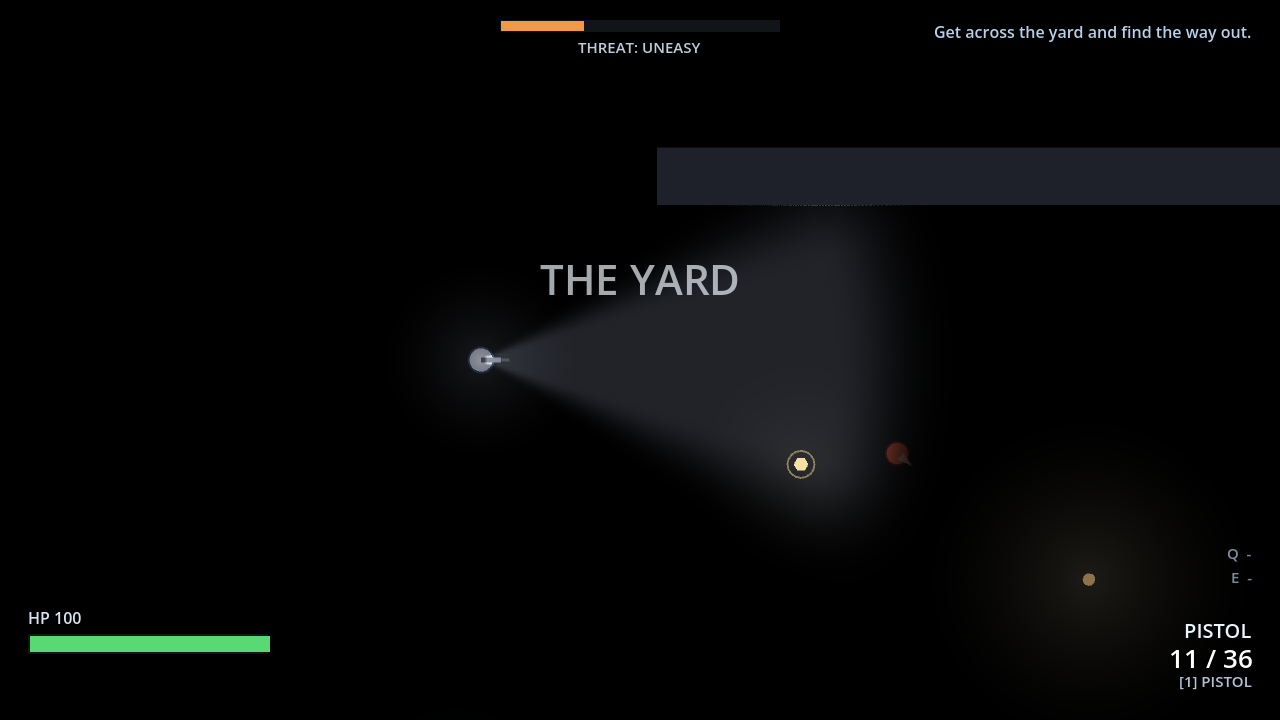 THREAT: UNEASY
Get across the yard and find the way out.
THE YARD
Q -
E -
HP 100
PISTOL
11 / 36
[1] PISTOL